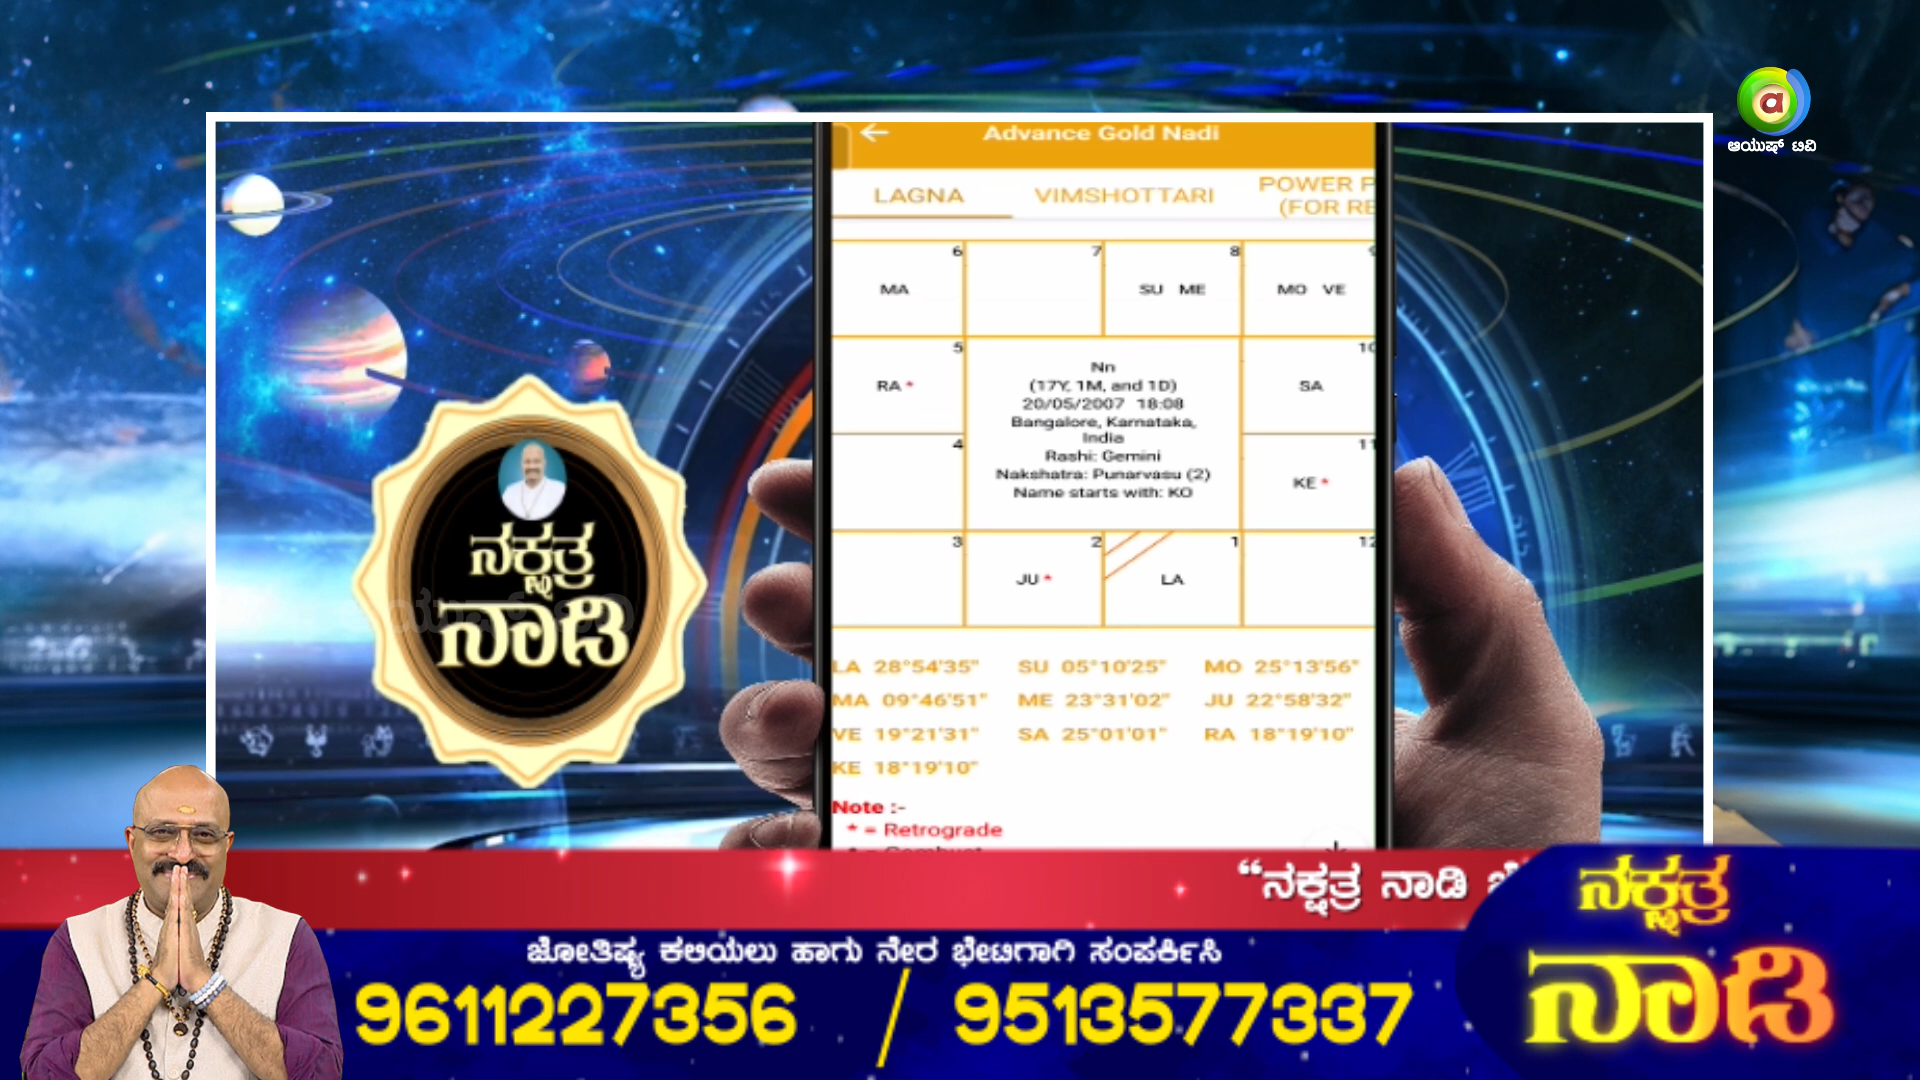 ಆಯುಷ್ ಟಿವಿ
Advance Gold Nadi
LAGNA VIMSHOTTARI POWER P
(FOR RE
6 7 8 9
MA SU ME MO VE
5 10
RA * SA
4 11
KE *
3 2 1 12
JU * LA
Nn
(17Y, 1M, and 1D)
20/05/2007 18:08
Bangalore, Karnataka,
India
Rashi: Gemini
Nakshatra: Punarvasu (2)
Name starts with: KO
LA 28°54'35" SU 05°10'25" MO 25°13'56"
MA 09°46'51" ME 23°31'02" JU 22°58'32"
VE 19°21'31" SA 25°01'01" RA 18°19'10"
KE 18°19'10"
Note :-
* = Retrograde
ನಕ್ಷತ್ರ
ನಾಡಿ
“ನಕ್ಷತ್ರ ನಾಡಿ
ಜ್ಯೋತಿಷ್ಯ ಕಲಿಯಲು ಹಾಗು ನೇರ ಭೇಟಿಗಾಗಿ ಸಂಪರ್ಕಿಸಿ
9611227356 / 9513577337
ನಕ್ಷತ್ರ
ನಾಡಿ